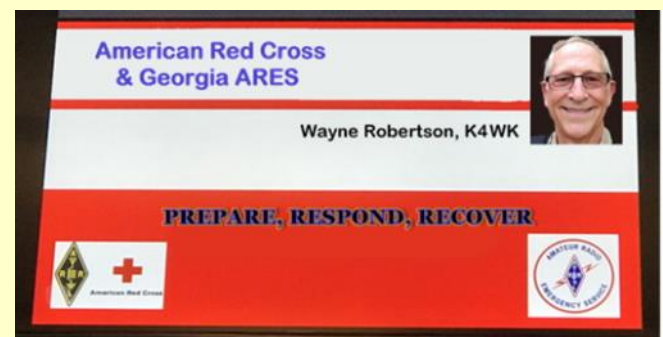 American Red Cross
& Georgia ARES
Wayne Robertson, K4WK
PREPARE, RESPOND, RECOVER
A
R R
L
American Red Cross
AMATEUR RADIO
EMERGENCY SERVICE